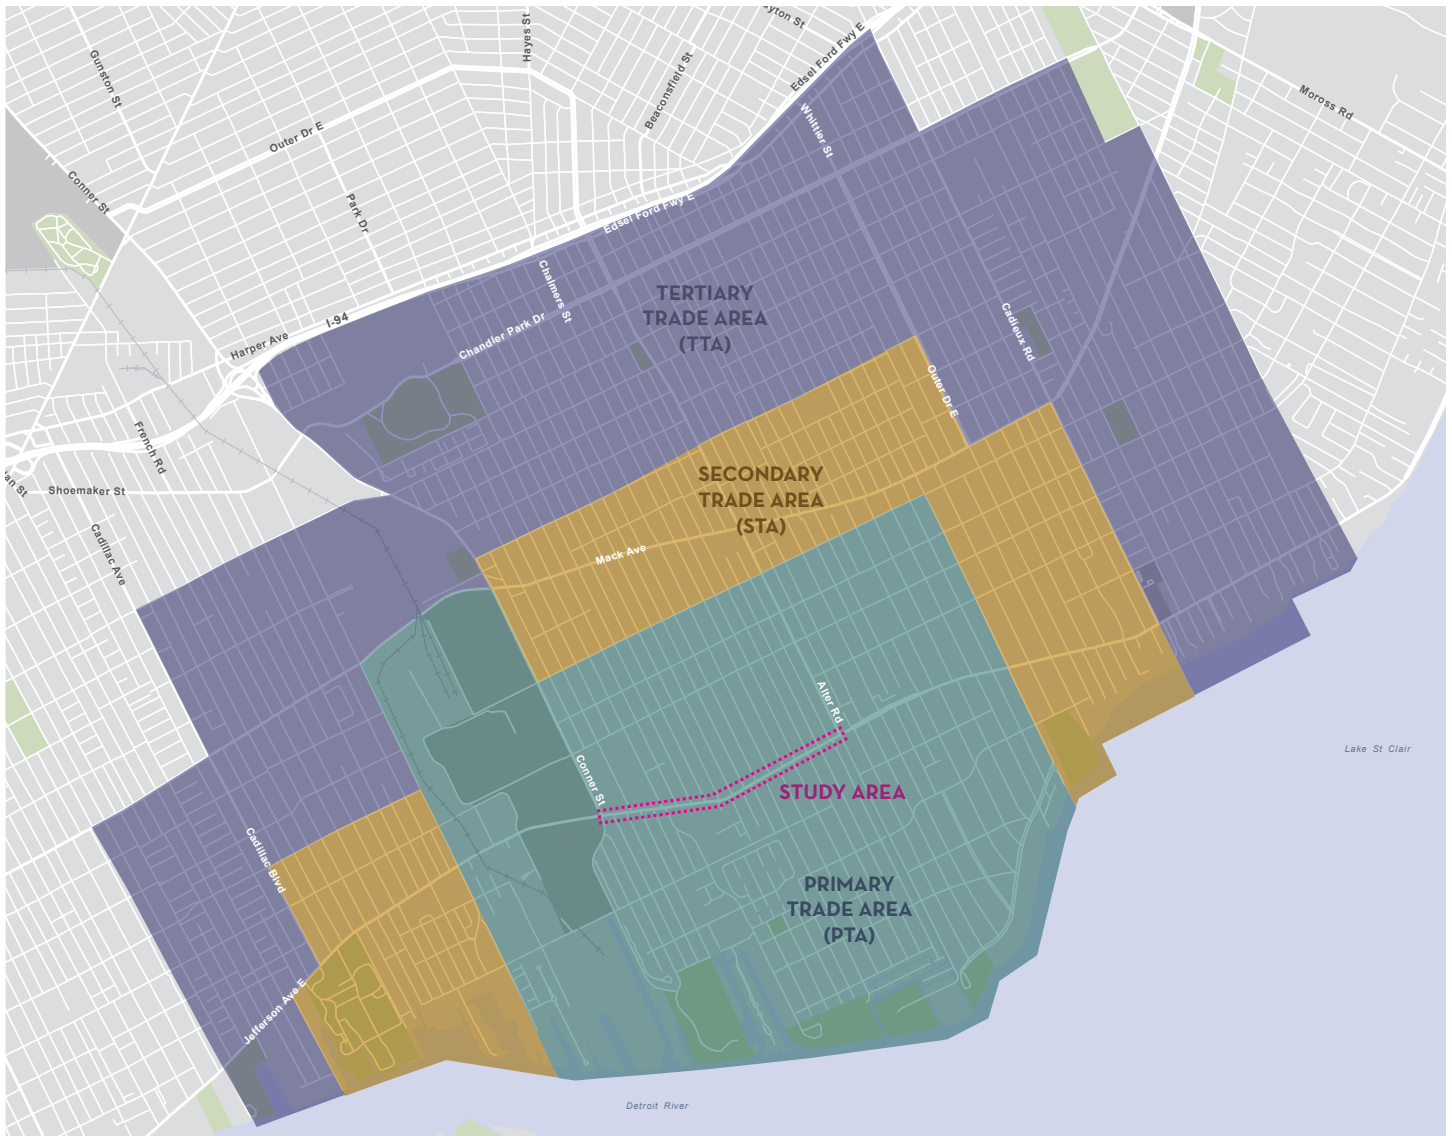 Hayes St
Edsel Ford Fwy E
Gunston St
Beaconsfield St
Moross Rd
Outer Dr E
Whittier St
Conner St
Park Dr
Edsel Ford Fwy E
Chalmers St
TERTIARY
TRADE AREA
(TTA)
I-94
Harper Ave
Chandler Park Dr
Cadieux Rd
Outer Dr E
French Rd
SECONDARY
TRADE AREA
(STA)
Shoemaker St
Cadillac Ave
Mack Ave
Alter Rd
Lake St Clair
Conner St
STUDY AREA
Cadillac Blvd
PRIMARY
TRADE AREA
(PTA)
Jefferson Ave E
Detroit River